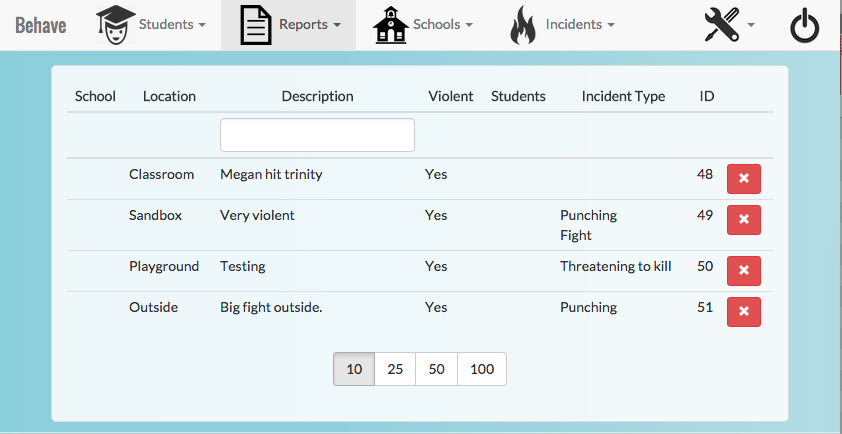 Behave Students Reports Schools Incidents
School Location Description Violent Students Incident Type ID
Classroom Megan hit trinity Yes 48
Sandbox Very violent Yes Punching 49
Fight
Playground Testing Yes Threatening to kill 50
Outside Big fight outside. Yes Punching 51
10 25 50 100